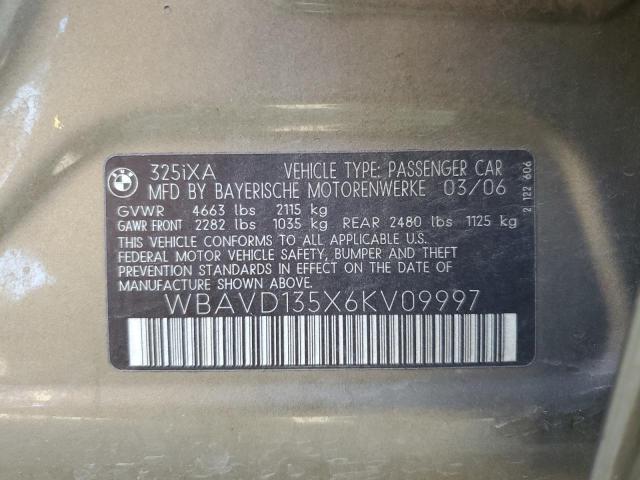 325iXA VEHICLE TYPE: PASSENGER CAR
MFD BY BAYERISCHE MOTORENWERKE 03/06
GVWR 4663 lbs 2115 kg
GAWR FRONT 2282 lbs 1035 kg REAR 2480 lbs 1125 kg
THIS VEHICLE CONFORMS TO ALL APPLICABLE U.S.
FEDERAL MOTOR VEHICLE SAFETY, BUMPER AND THEFT
PREVENTION STANDARDS IN EFFECT ON THE DATE OF
MANUFACTURE SHOWN ABOVE.
WBAVD135X6KV09997
2 122 606
BMW